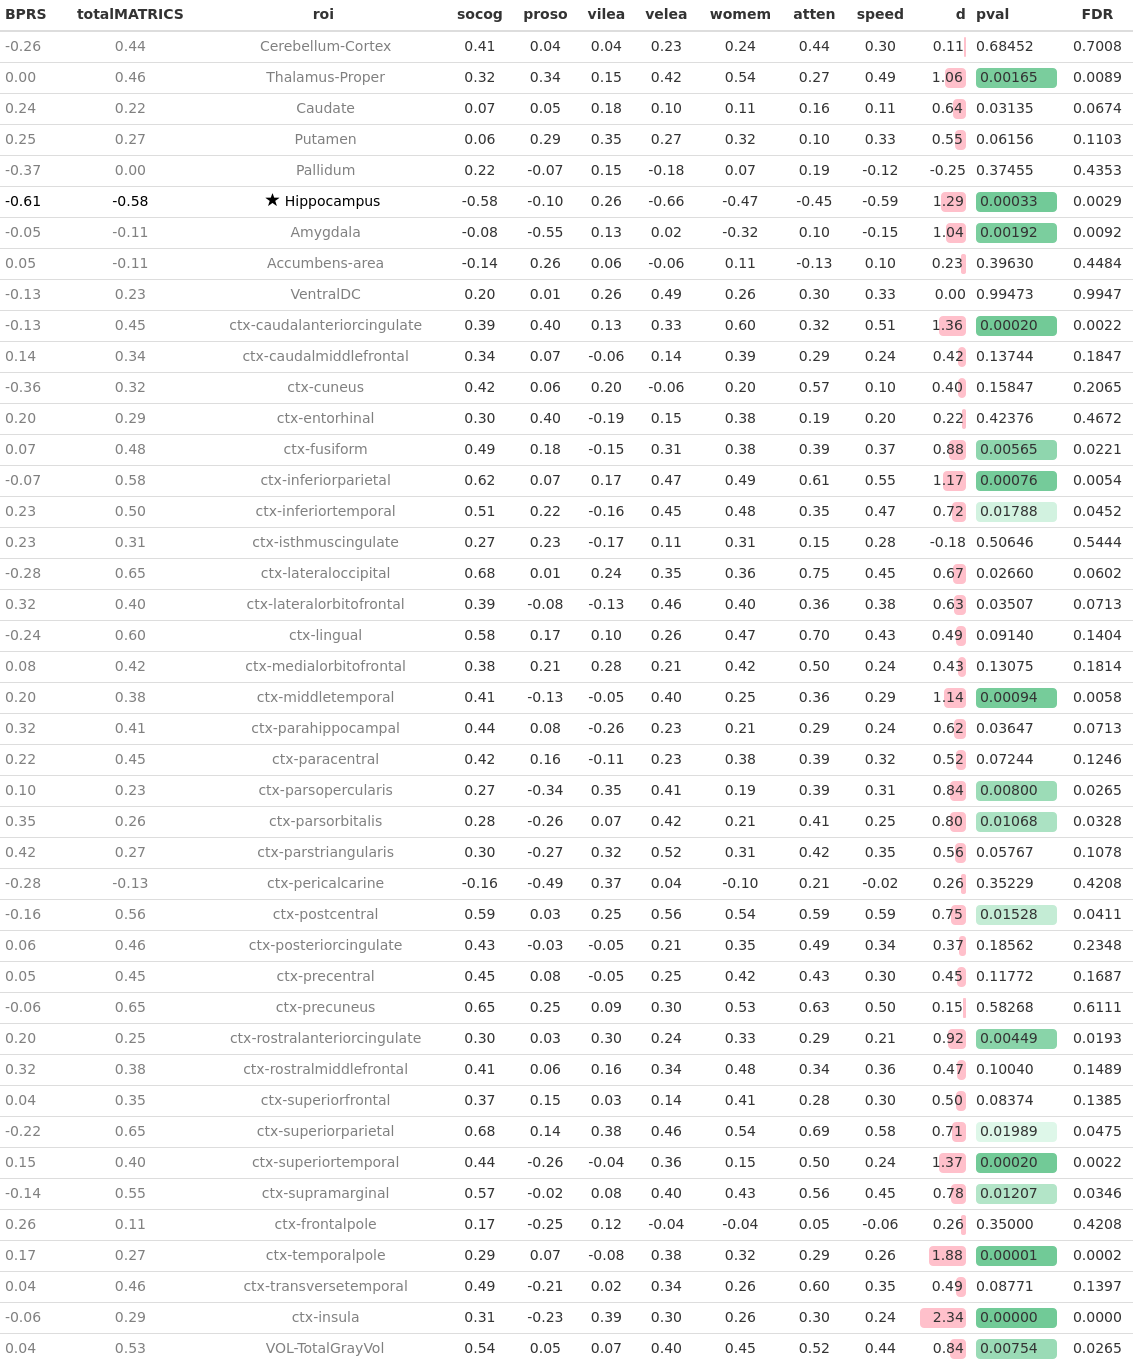 BPRS totalMATRICS roi socog proso vilea velea womem atten speed d pval FDR
-0.26 0.44 Cerebellum-Cortex 0.41 0.04 0.04 0.23 0.24 0.44 0.30 0.11 0.68452 0.7008
0.00 0.46 Thalamus-Proper 0.32 0.34 0.15 0.42 0.54 0.27 0.49 1.06 0.00165 0.0089
0.24 0.22 Caudate 0.07 0.05 0.18 0.10 0.11 0.16 0.11 0.64 0.03135 0.0674
0.25 0.27 Putamen 0.06 0.29 0.35 0.27 0.32 0.10 0.33 0.55 0.06156 0.1103
-0.37 0.00 Pallidum 0.22 -0.07 0.15 -0.18 0.07 0.19 -0.12 -0.25 0.37455 0.4353
-0.61 -0.58 ★ Hippocampus -0.58 -0.10 0.26 -0.66 -0.47 -0.45 -0.59 1.29 0.00033 0.0029
-0.05 -0.11 Amygdala -0.08 -0.55 0.13 0.02 -0.32 0.10 -0.15 1.04 0.00192 0.0092
0.05 -0.11 Accumbens-area -0.14 0.26 0.06 -0.06 0.11 -0.13 0.10 0.23 0.39630 0.4484
-0.13 0.23 VentralDC 0.20 0.01 0.26 0.49 0.26 0.30 0.33 0.00 0.99473 0.9947
-0.13 0.45 ctx-caudalanteriorcingulate 0.39 0.40 0.13 0.33 0.60 0.32 0.51 1.36 0.00020 0.0022
0.14 0.34 ctx-caudalmiddlefrontal 0.34 0.07 -0.06 0.14 0.39 0.29 0.24 0.42 0.13744 0.1847
-0.36 0.32 ctx-cuneus 0.42 0.06 0.20 -0.06 0.20 0.57 0.10 0.40 0.15847 0.2065
0.20 0.29 ctx-entorhinal 0.30 0.40 -0.19 0.15 0.38 0.19 0.20 0.22 0.42376 0.4672
0.07 0.48 ctx-fusiform 0.49 0.18 -0.15 0.31 0.38 0.39 0.37 0.88 0.00565 0.0221
-0.07 0.58 ctx-inferiorparietal 0.62 0.07 0.17 0.47 0.49 0.61 0.55 1.17 0.00076 0.0054
0.23 0.50 ctx-inferiortemporal 0.51 0.22 -0.16 0.45 0.48 0.35 0.47 0.72 0.01788 0.0452
0.23 0.31 ctx-isthmuscingulate 0.27 0.23 -0.17 0.11 0.31 0.15 0.28 -0.18 0.50646 0.5444
-0.28 0.65 ctx-lateraloccipital 0.68 0.01 0.24 0.35 0.36 0.75 0.45 0.67 0.02660 0.0602
0.32 0.40 ctx-lateralorbitofrontal 0.39 -0.08 -0.13 0.46 0.40 0.36 0.38 0.63 0.03507 0.0713
-0.24 0.60 ctx-lingual 0.58 0.17 0.10 0.26 0.47 0.70 0.43 0.49 0.09140 0.1404
0.08 0.42 ctx-medialorbitofrontal 0.38 0.21 0.28 0.21 0.42 0.50 0.24 0.43 0.13075 0.1814
0.20 0.38 ctx-middletemporal 0.41 -0.13 -0.05 0.40 0.25 0.36 0.29 1.14 0.00094 0.0058
0.32 0.41 ctx-parahippocampal 0.44 0.08 -0.26 0.23 0.21 0.29 0.24 0.62 0.03647 0.0713
0.22 0.45 ctx-paracentral 0.42 0.16 -0.11 0.23 0.38 0.39 0.32 0.52 0.07244 0.1246
0.10 0.23 ctx-parsopercularis 0.27 -0.34 0.35 0.41 0.19 0.39 0.31 0.84 0.00800 0.0265
0.35 0.26 ctx-parsorbitalis 0.28 -0.26 0.07 0.42 0.21 0.41 0.25 0.80 0.01068 0.0328
0.42 0.27 ctx-parstriangularis 0.30 -0.27 0.32 0.52 0.31 0.42 0.35 0.56 0.05767 0.1078
-0.28 -0.13 ctx-pericalcarine -0.16 -0.49 0.37 0.04 -0.10 0.21 -0.02 0.26 0.35229 0.4208
-0.16 0.56 ctx-postcentral 0.59 0.03 0.25 0.56 0.54 0.59 0.59 0.75 0.01528 0.0411
0.06 0.46 ctx-posteriorcingulate 0.43 -0.03 -0.05 0.21 0.35 0.49 0.34 0.37 0.18562 0.2348
0.05 0.45 ctx-precentral 0.45 0.08 -0.05 0.25 0.42 0.43 0.30 0.45 0.11772 0.1687
-0.06 0.65 ctx-precuneus 0.65 0.25 0.09 0.30 0.53 0.63 0.50 0.15 0.58268 0.6111
0.20 0.25 ctx-rostralanteriorcingulate 0.30 0.03 0.30 0.24 0.33 0.29 0.21 0.92 0.00449 0.0193
0.32 0.38 ctx-rostralmiddlefrontal 0.41 0.06 0.16 0.34 0.48 0.34 0.36 0.47 0.10040 0.1489
0.04 0.35 ctx-superiorfrontal 0.37 0.15 0.03 0.14 0.41 0.28 0.30 0.50 0.08374 0.1385
-0.22 0.65 ctx-superiorparietal 0.68 0.14 0.38 0.46 0.54 0.69 0.58 0.71 0.01989 0.0475
0.15 0.40 ctx-superiortemporal 0.44 -0.26 -0.04 0.36 0.15 0.50 0.24 1.37 0.00020 0.0022
-0.14 0.55 ctx-supramarginal 0.57 -0.02 0.08 0.40 0.43 0.56 0.45 0.78 0.01207 0.0346
0.26 0.11 ctx-frontalpole 0.17 -0.25 0.12 -0.04 -0.04 0.05 -0.06 0.26 0.35000 0.4208
0.17 0.27 ctx-temporalpole 0.29 0.07 -0.08 0.38 0.32 0.29 0.26 1.88 0.00001 0.0002
0.04 0.46 ctx-transversetemporal 0.49 -0.21 0.02 0.34 0.26 0.60 0.35 0.49 0.08771 0.1397
-0.06 0.29 ctx-insula 0.31 -0.23 0.39 0.30 0.26 0.30 0.24 2.34 0.00000 0.0000
0.04 0.53 VOL-TotalGrayVol 0.54 0.05 0.07 0.40 0.45 0.52 0.44 0.84 0.00754 0.0265